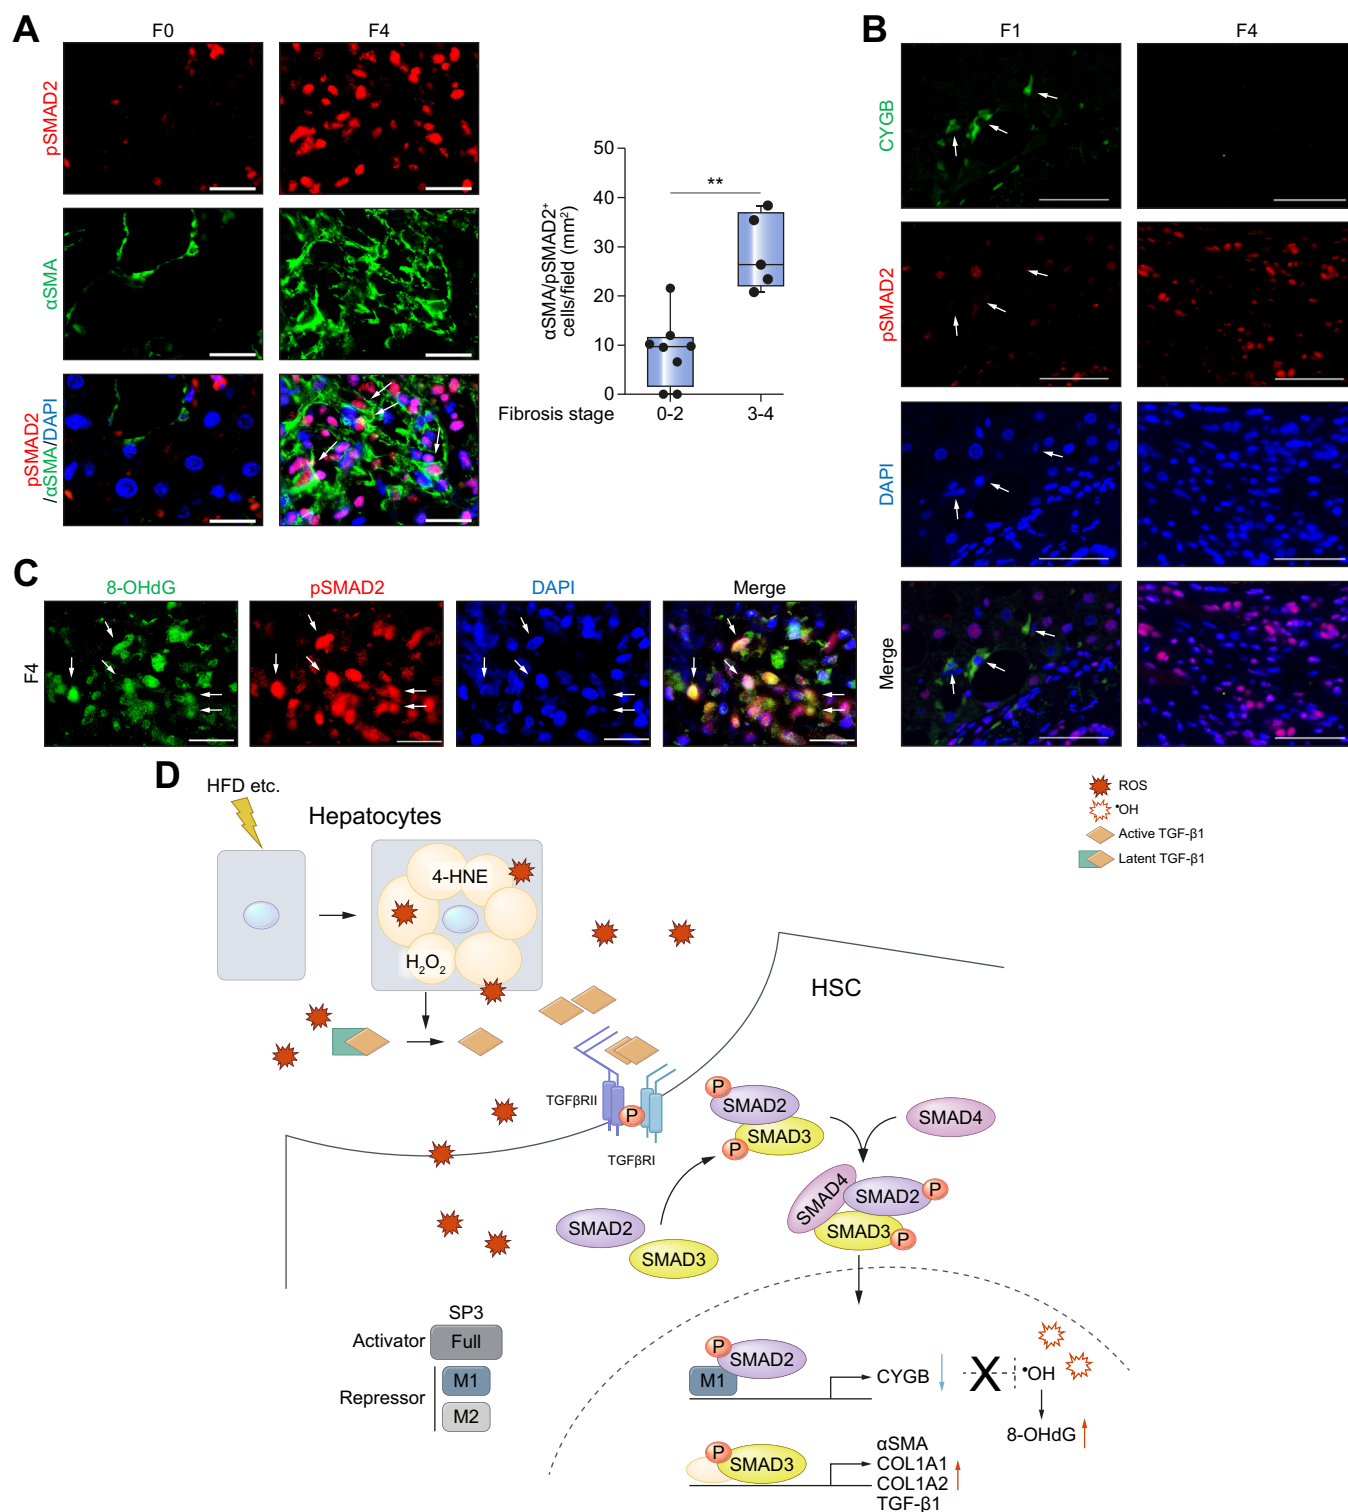 A
F0
F4
pSMAD2
αSMA
pSMAD2
/αSMA/DAPI
αSMA/pSMAD2⁺
cells/field (mm²)
50
40
30
20
10
0
**
Fibrosis stage
0-2
3-4
B
F1
F4
CYGB
pSMAD2
DAPI
Merge
C
8-OHdG
pSMAD2
DAPI
Merge
F4
D
HFD etc.
Hepatocytes
4-HNE
H₂O₂
ROS
•OH
Active TGF-β1
Latent TGF-β1
HSC
TGFβRII
P
TGFβRI
P
SMAD2
SMAD3
P
SMAD4
SMAD4
SMAD2
P
SMAD3
P
SMAD2
SMAD3
SP3
Activator
Full
Repressor
M1
M2
P
SMAD2
M1
CYGB
X
•OH
8-OHdG
P
SMAD3
αSMA
COL1A1
COL1A2
TGF-β1